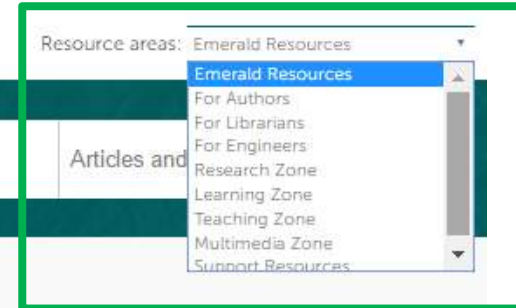 Resource areas: Emerald Resources
Emerald Resources
For Authors
For Librarians
For Engineers
Articles and
Research Zone
Learning Zone
Teaching Zone
Multimedia Zone
Support Resources